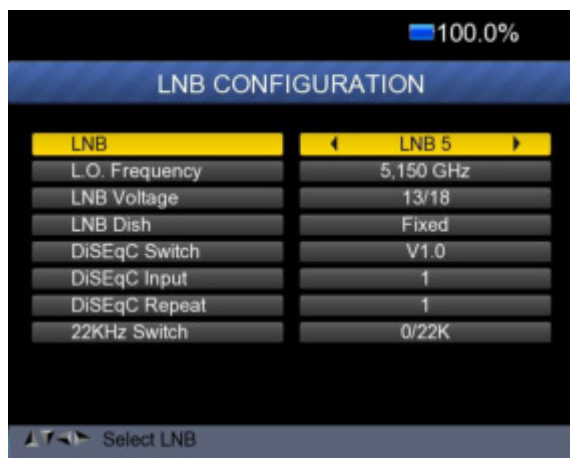 100.0%
LNB CONFIGURATION
LNB LNB 5
L.O. Frequency 5,150 GHz
LNB Voltage 13/18
LNB Dish Fixed
DiSEqC Switch V1.0
DiSEqC Input 1
DiSEqC Repeat 1
22KHz Switch 0/22K
Select LNB